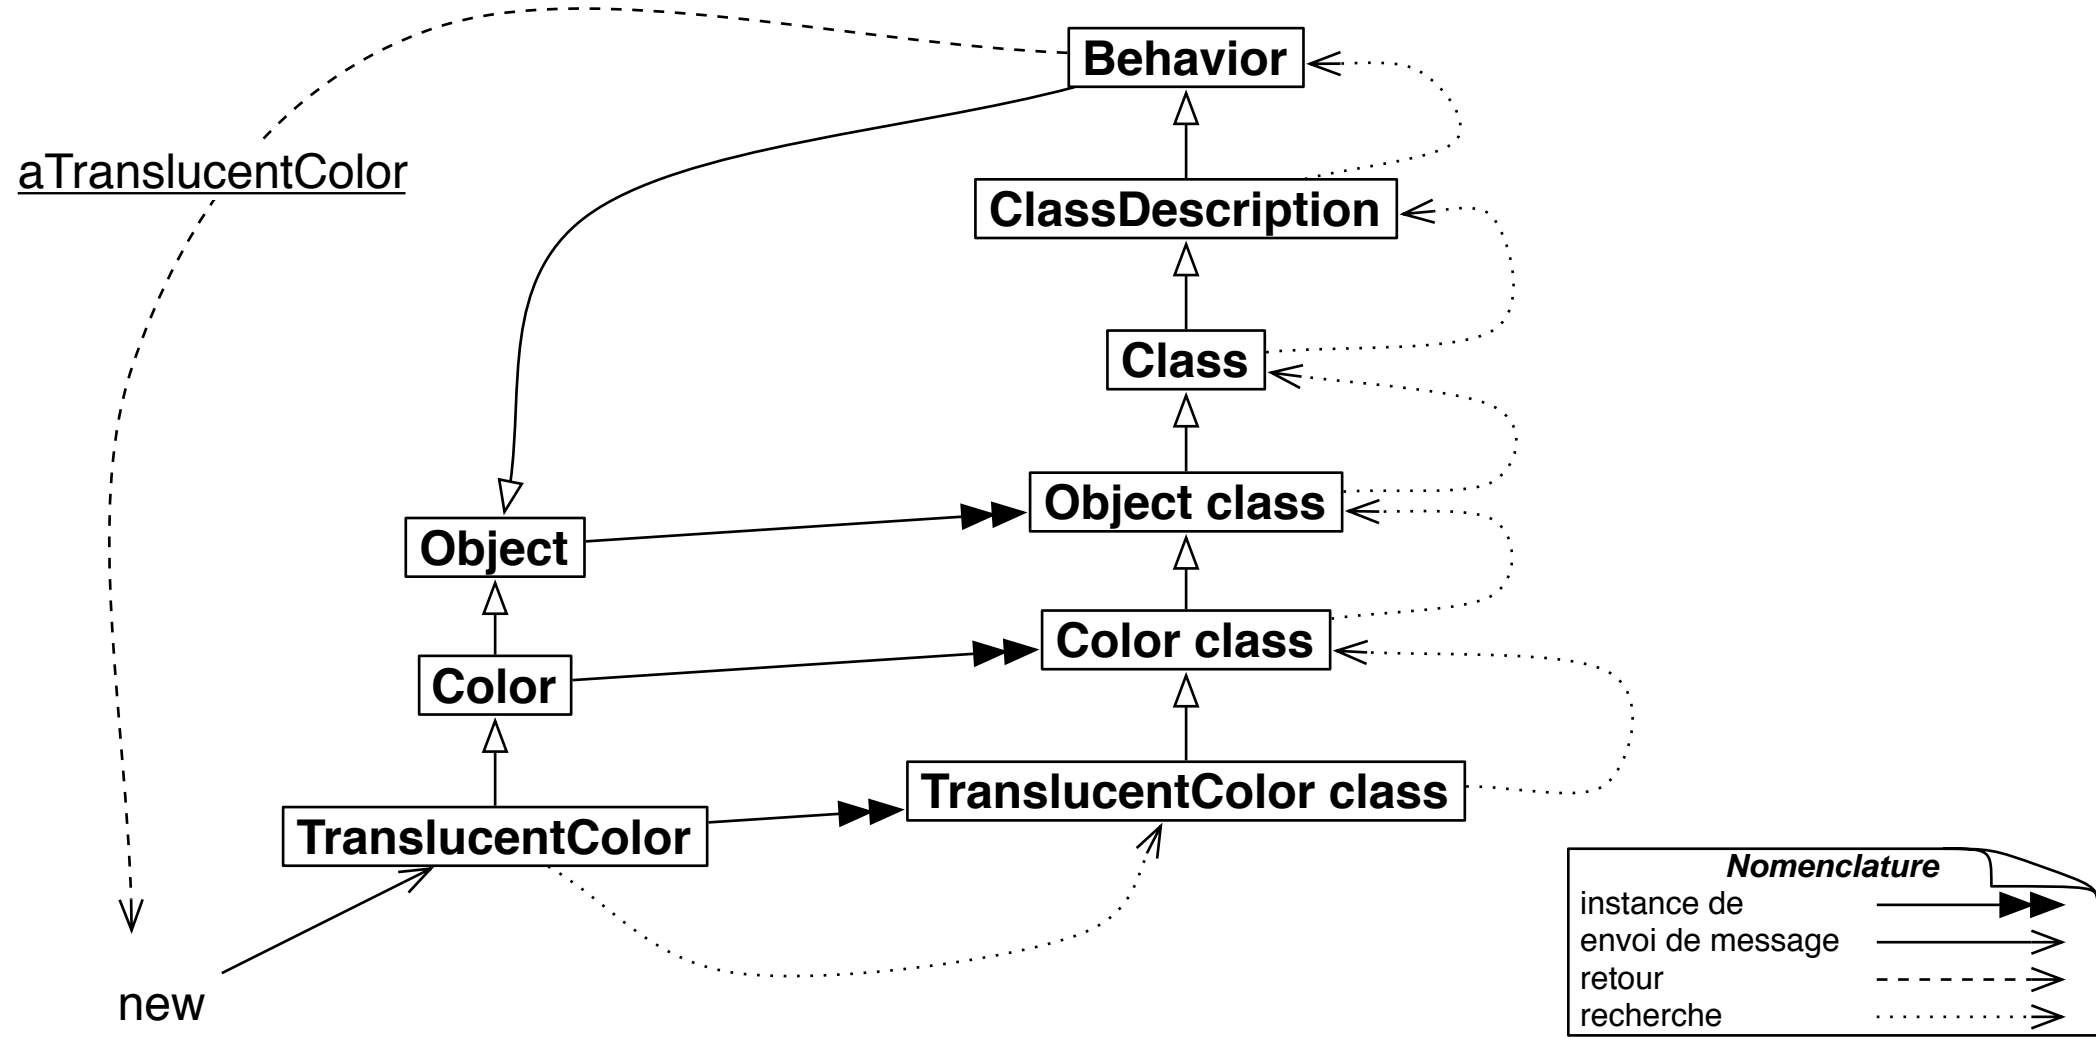 Behavior
aTranslucentColor
ClassDescription
Class
Object class
Object
Color class
Color
TranslucentColor class
TranslucentColor
new
Nomenclature
instance de
envoi de message
retour
recherche